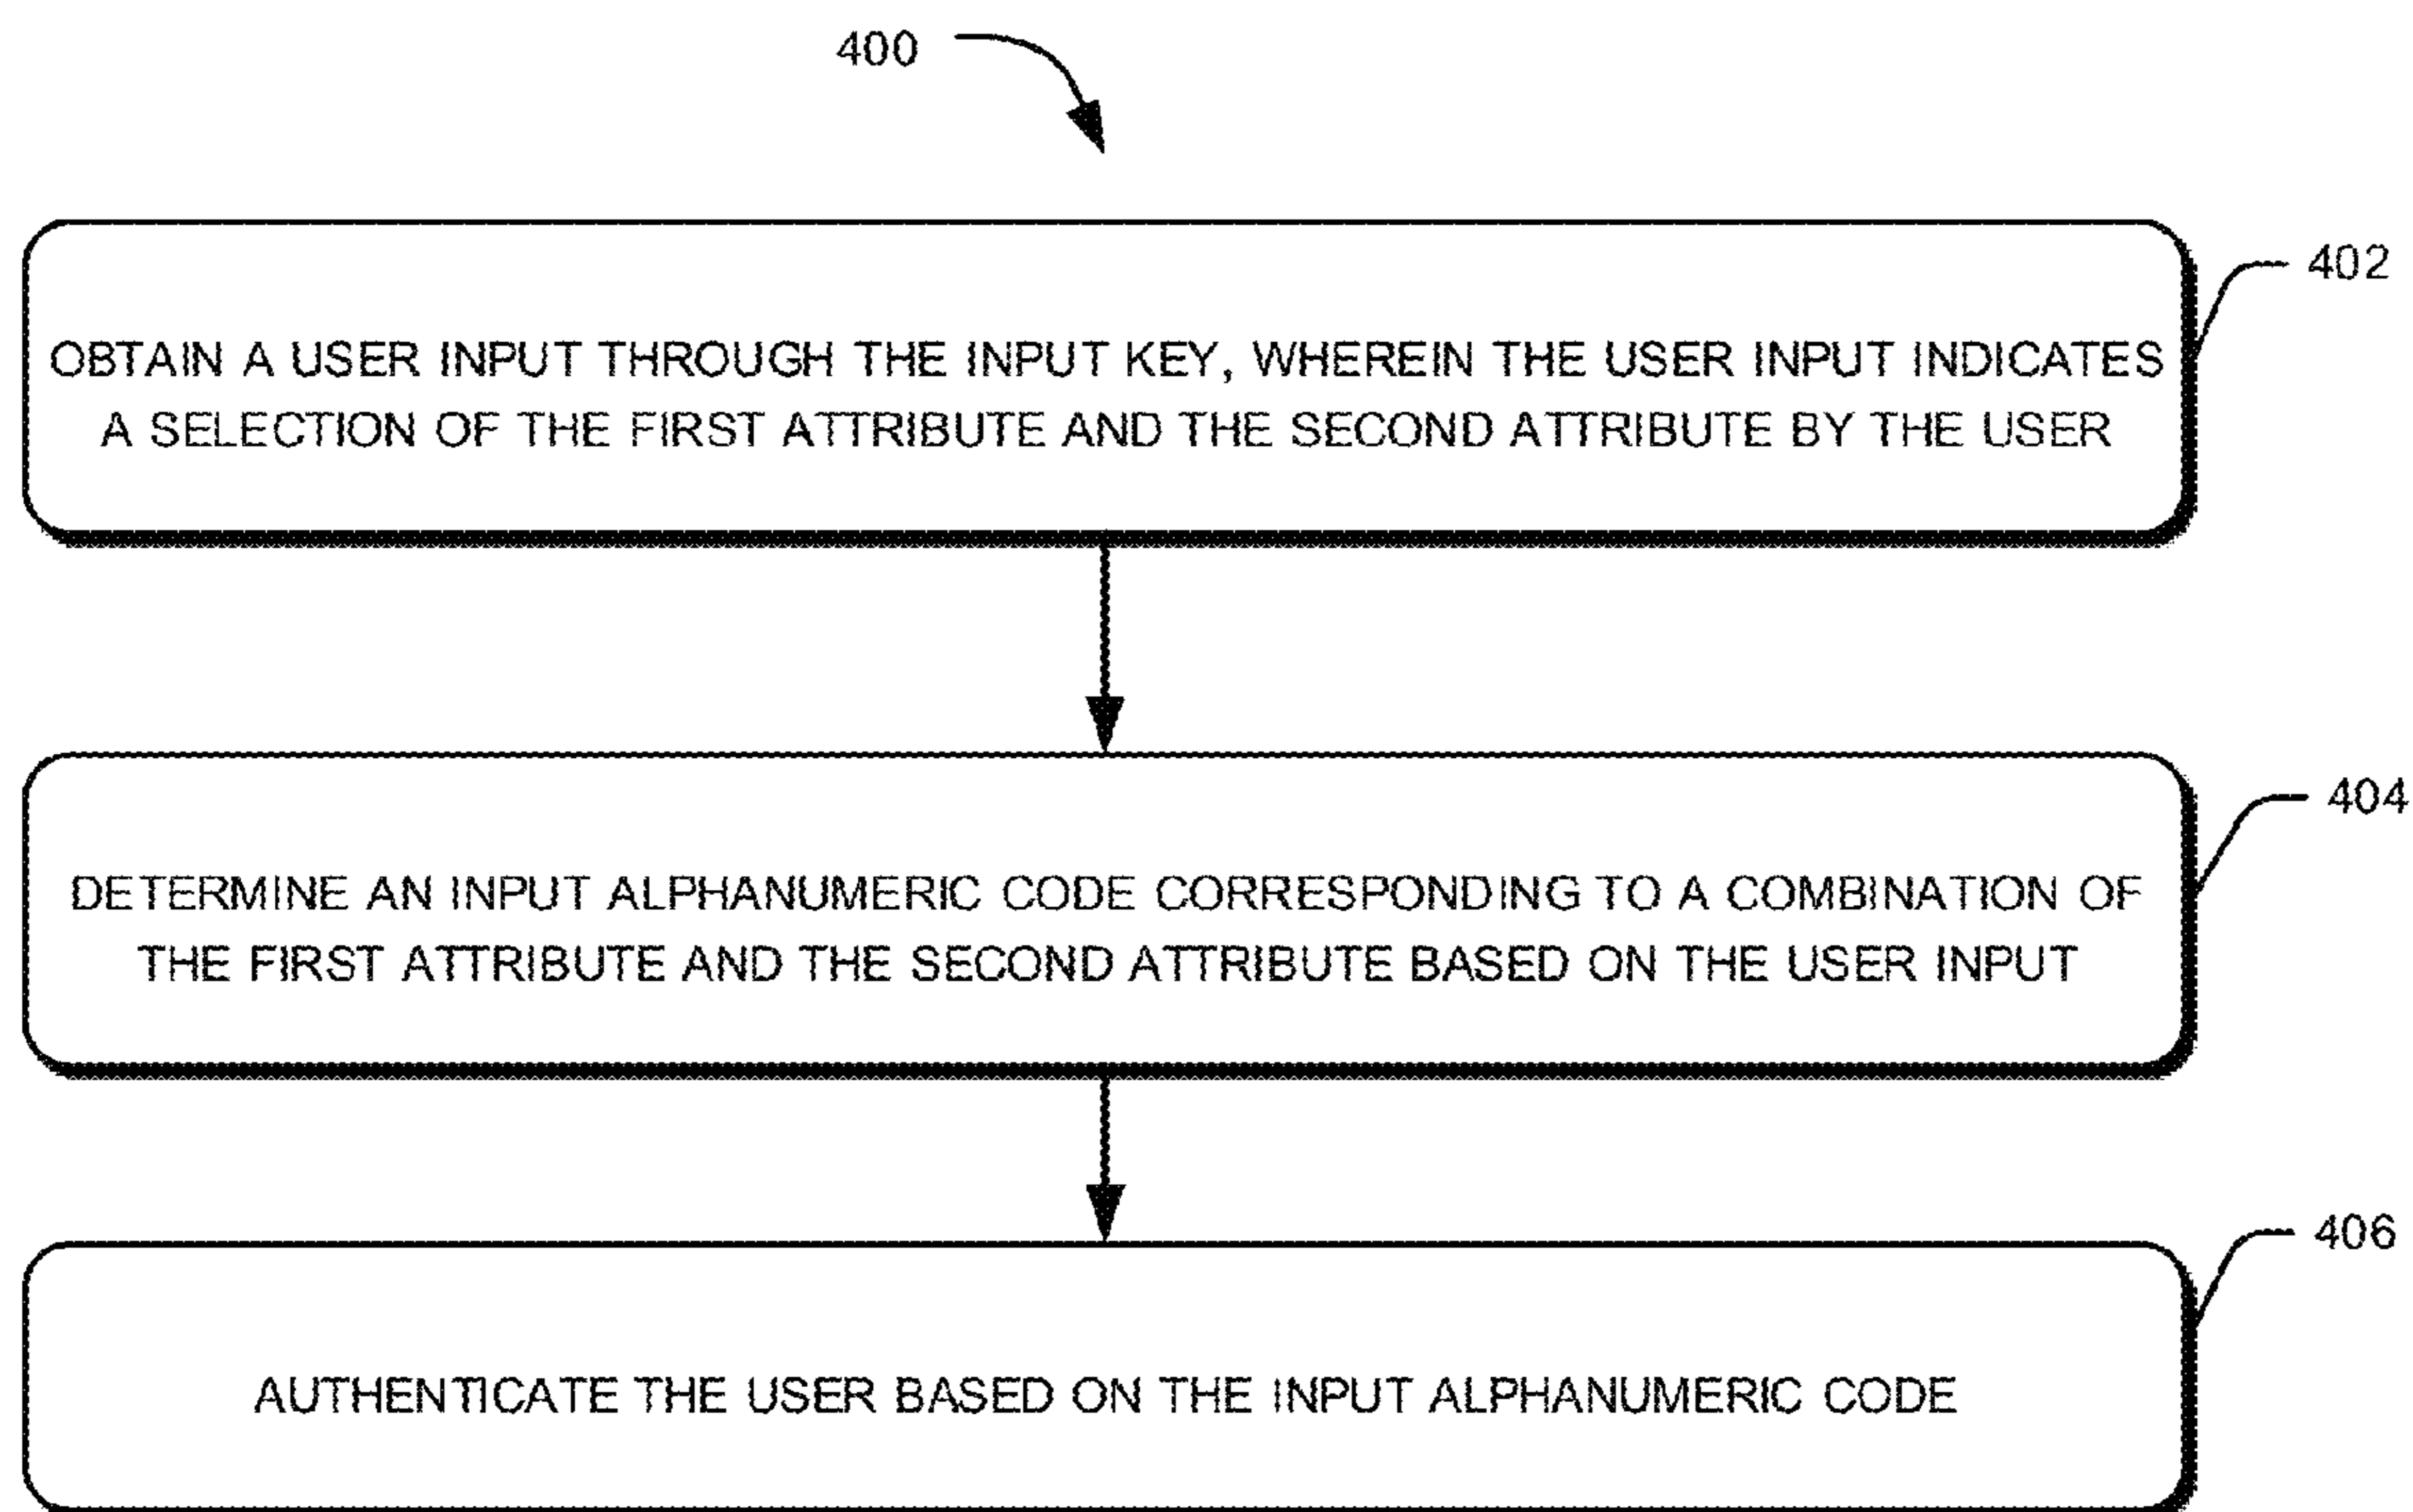 400
402
OBTAIN A USER INPUT THROUGH THE INPUT KEY, WHEREIN THE USER INPUT INDICATES
A SELECTION OF THE FIRST ATTRIBUTE AND THE SECOND ATTRIBUTE BY THE USER
404
DETERMINE AN INPUT ALPHANUMERIC CODE CORRESPONDING TO A COMBINATION OF
THE FIRST ATTRIBUTE AND THE SECOND ATTRIBUTE BASED ON THE USER INPUT
406
AUTHENTICATE THE USER BASED ON THE INPUT ALPHANUMERIC CODE